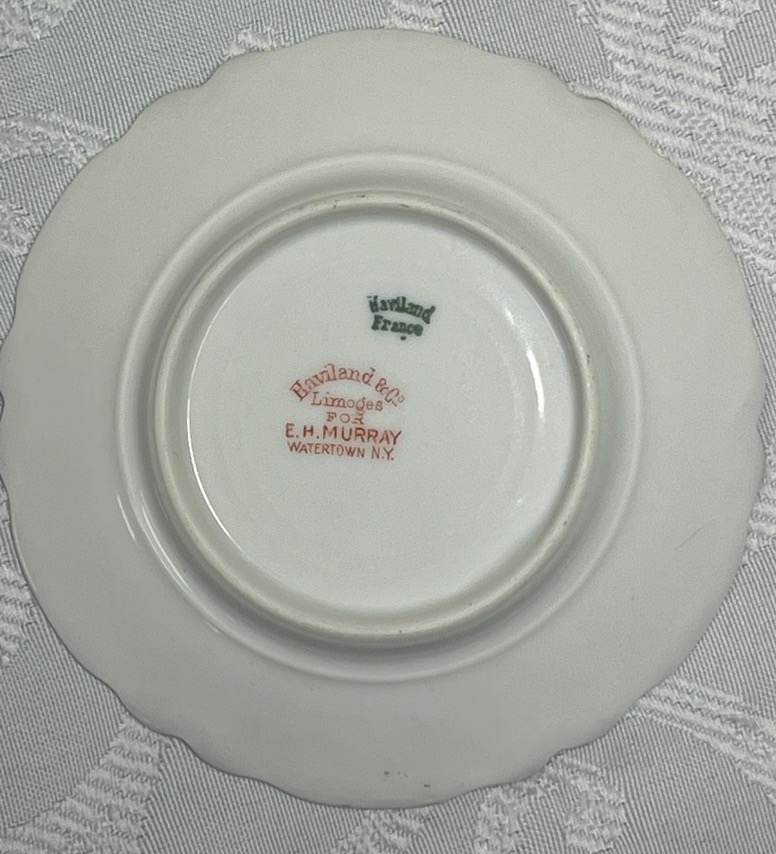 Haviland
France
Haviland & Co
Limoges
FOR
E. H. MURRAY
WATERTOWN N.Y.